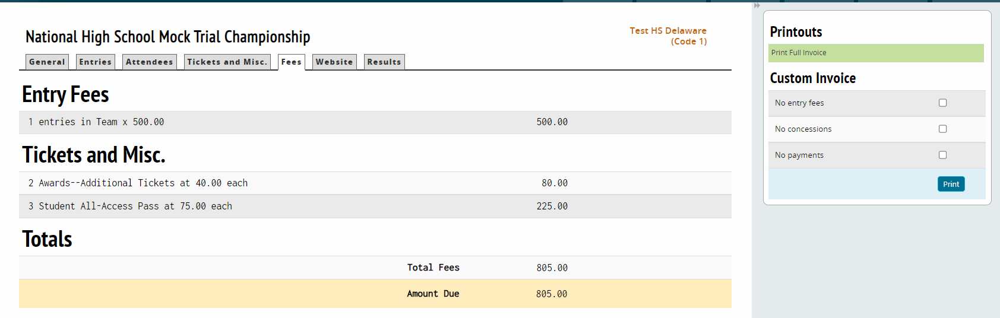 National High School Mock Trial Championship
Test HS Delaware
(Code 1)
General Entries Attendees Tickets and Misc. Fees Website Results
Entry Fees
1 entries in Team x 500.00 500.00
Tickets and Misc.
2 Awards--Additional Tickets at 40.00 each 80.00
3 Student All-Access Pass at 75.00 each 225.00
Totals
Total Fees 805.00
Amount Due 805.00
Printouts
Print Full Invoice
Custom Invoice
No entry fees
No concessions
No payments
Print